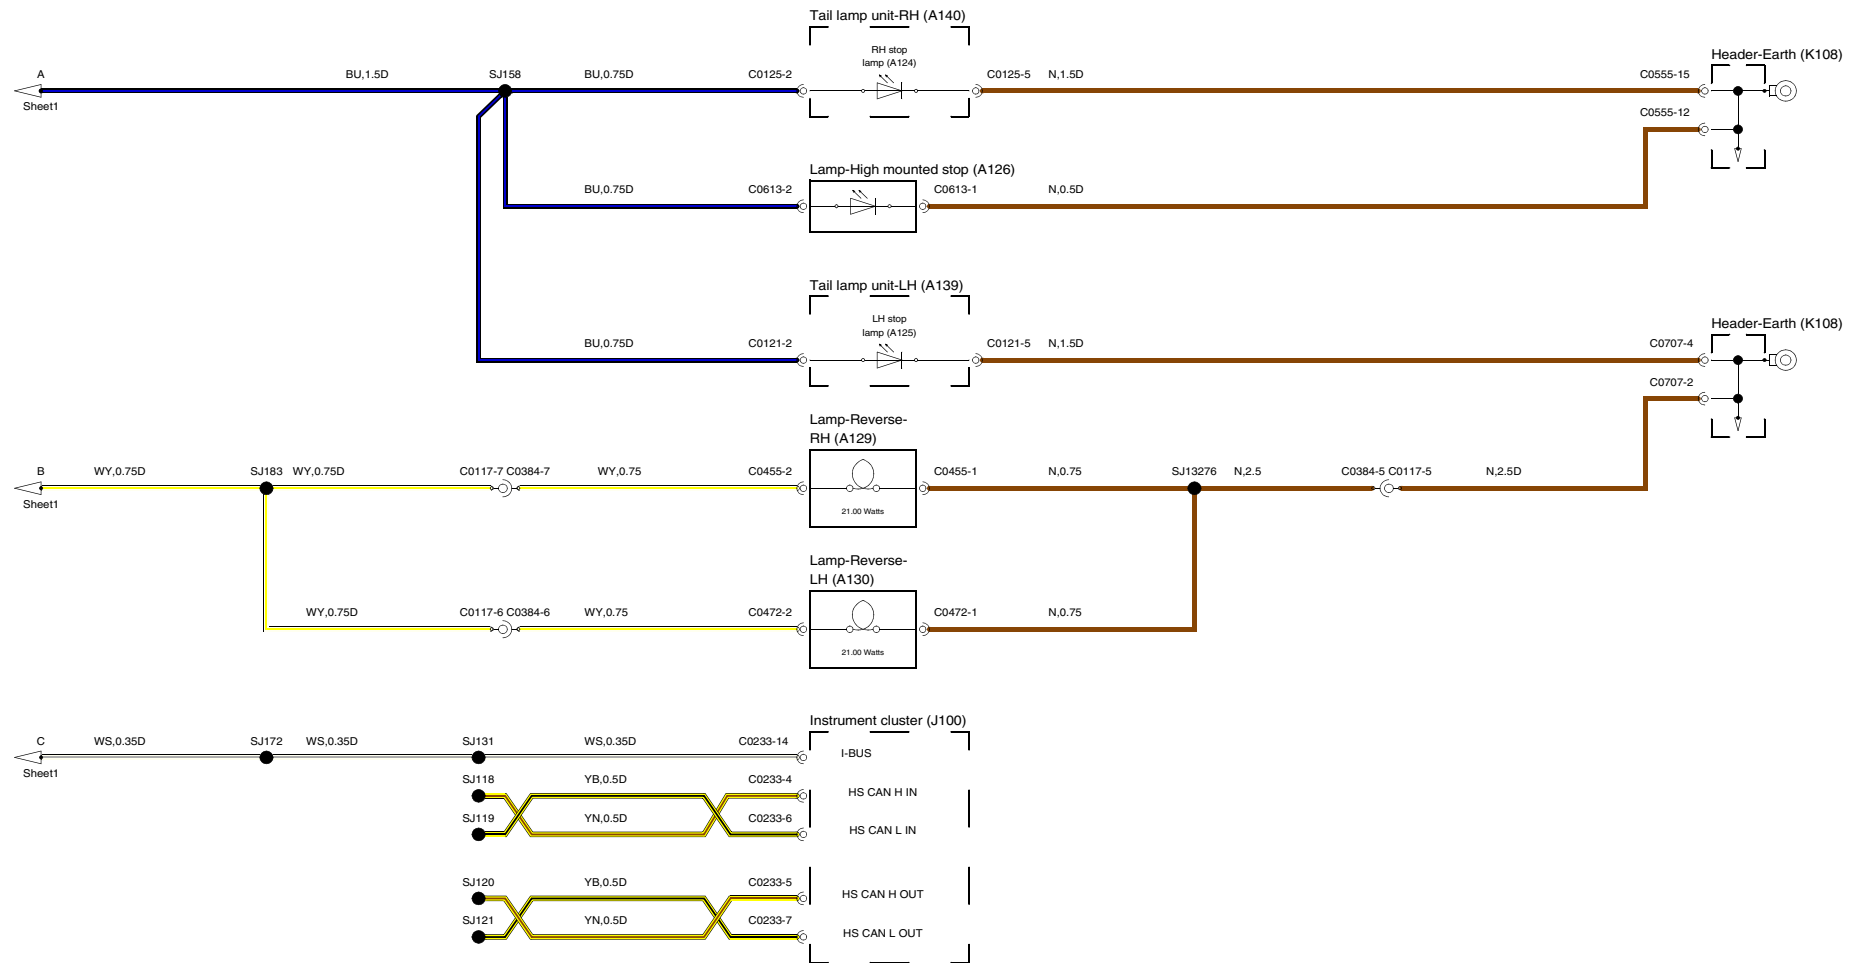 Tail lamp unit-RH (A140)
RH stop
lamp (A124)
Header-Earth (K108)
A
BU,1.5D
SJ158
BU,0.75D
C0125-2
C0125-5
N,1.5D
C0555-15
Sheet1
C0555-12
Lamp-High mounted stop (A126)
BU,0.75D
C0613-2
C0613-1
N,0.5D
Tail lamp unit-LH (A139)
LH stop
lamp (A125)
Header-Earth (K108)
BU,0.75D
C0121-2
C0121-5
N,1.5D
C0707-4
C0707-2
Lamp-Reverse-
RH (A129)
B
WY,0.75D
SJ183
WY,0.75D
C0117-7 C0384-7
WY,0.75
C0455-2
C0455-1
N,0.75
SJ13276
N,2.5
C0384-5 C0117-5
N,2.5D
Sheet1
21.00 Watts
Lamp-Reverse-
LH (A130)
WY,0.75D
C0117-6 C0384-6
WY,0.75
C0472-2
C0472-1
N,0.75
21.00 Watts
Instrument cluster (J100)
C
WS,0.35D
SJ172
WS,0.35D
SJ131
WS,0.35D
C0233-14
I-BUS
Sheet1
SJ118
YB,0.5D
C0233-4
HS CAN H IN
SJ119
YN,0.5D
C0233-6
HS CAN L IN
SJ120
YB,0.5D
C0233-5
HS CAN H OUT
SJ121
YN,0.5D
C0233-7
HS CAN L OUT